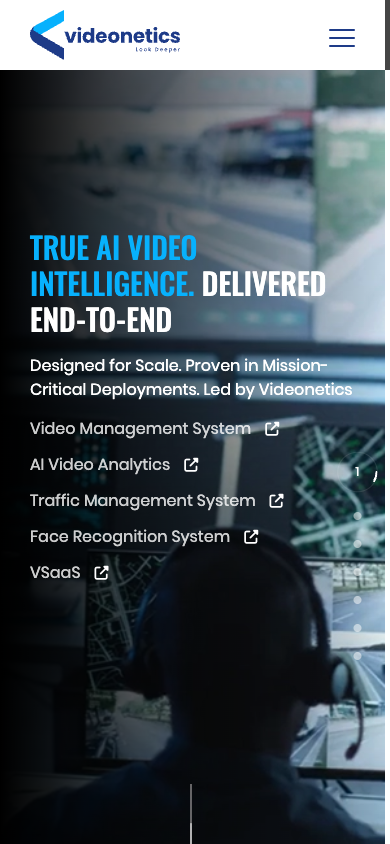 videonetics
Look Deeper
TRUE AI VIDEO
INTELLIGENCE. DELIVERED
END-TO-END
Designed for Scale. Proven in Mission-
Critical Deployments. Led by Videonetics
Video Management System
AI Video Analytics
Traffic Management System
Face Recognition System
VSaaS
1